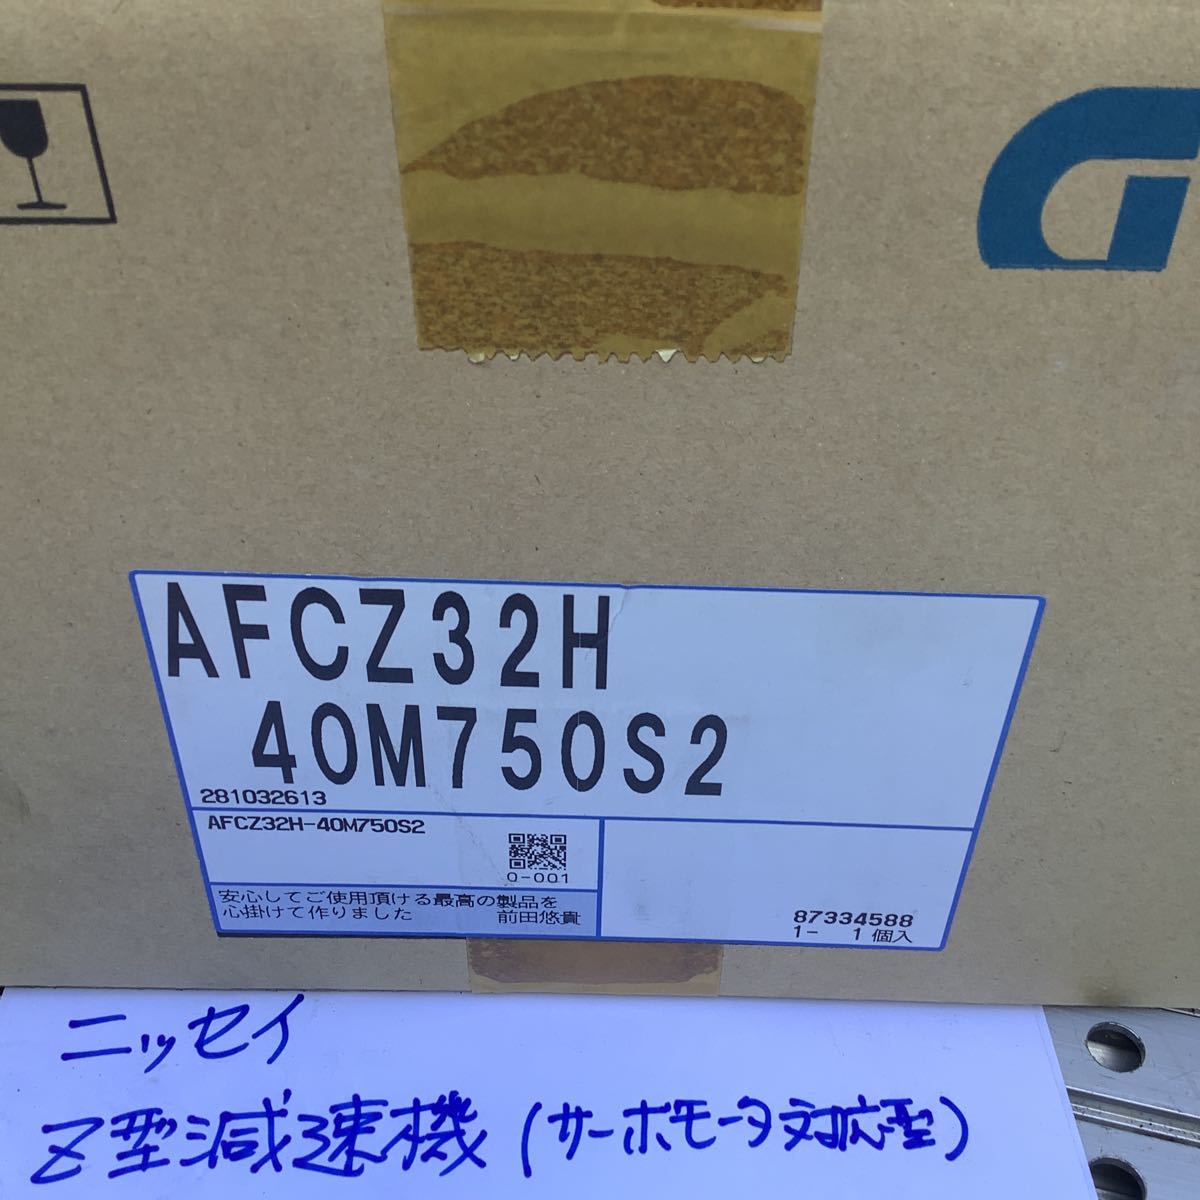 G
AFCZ32H
40M750S2
281032613
AFCZ32H-40M750S2
0-001
安心してご使用頂ける最高の製品を
心掛けて作りました 前田悠貴
87334588
1- 1個入
ニッセイ
Z型減速機(サーボモータ対応型)